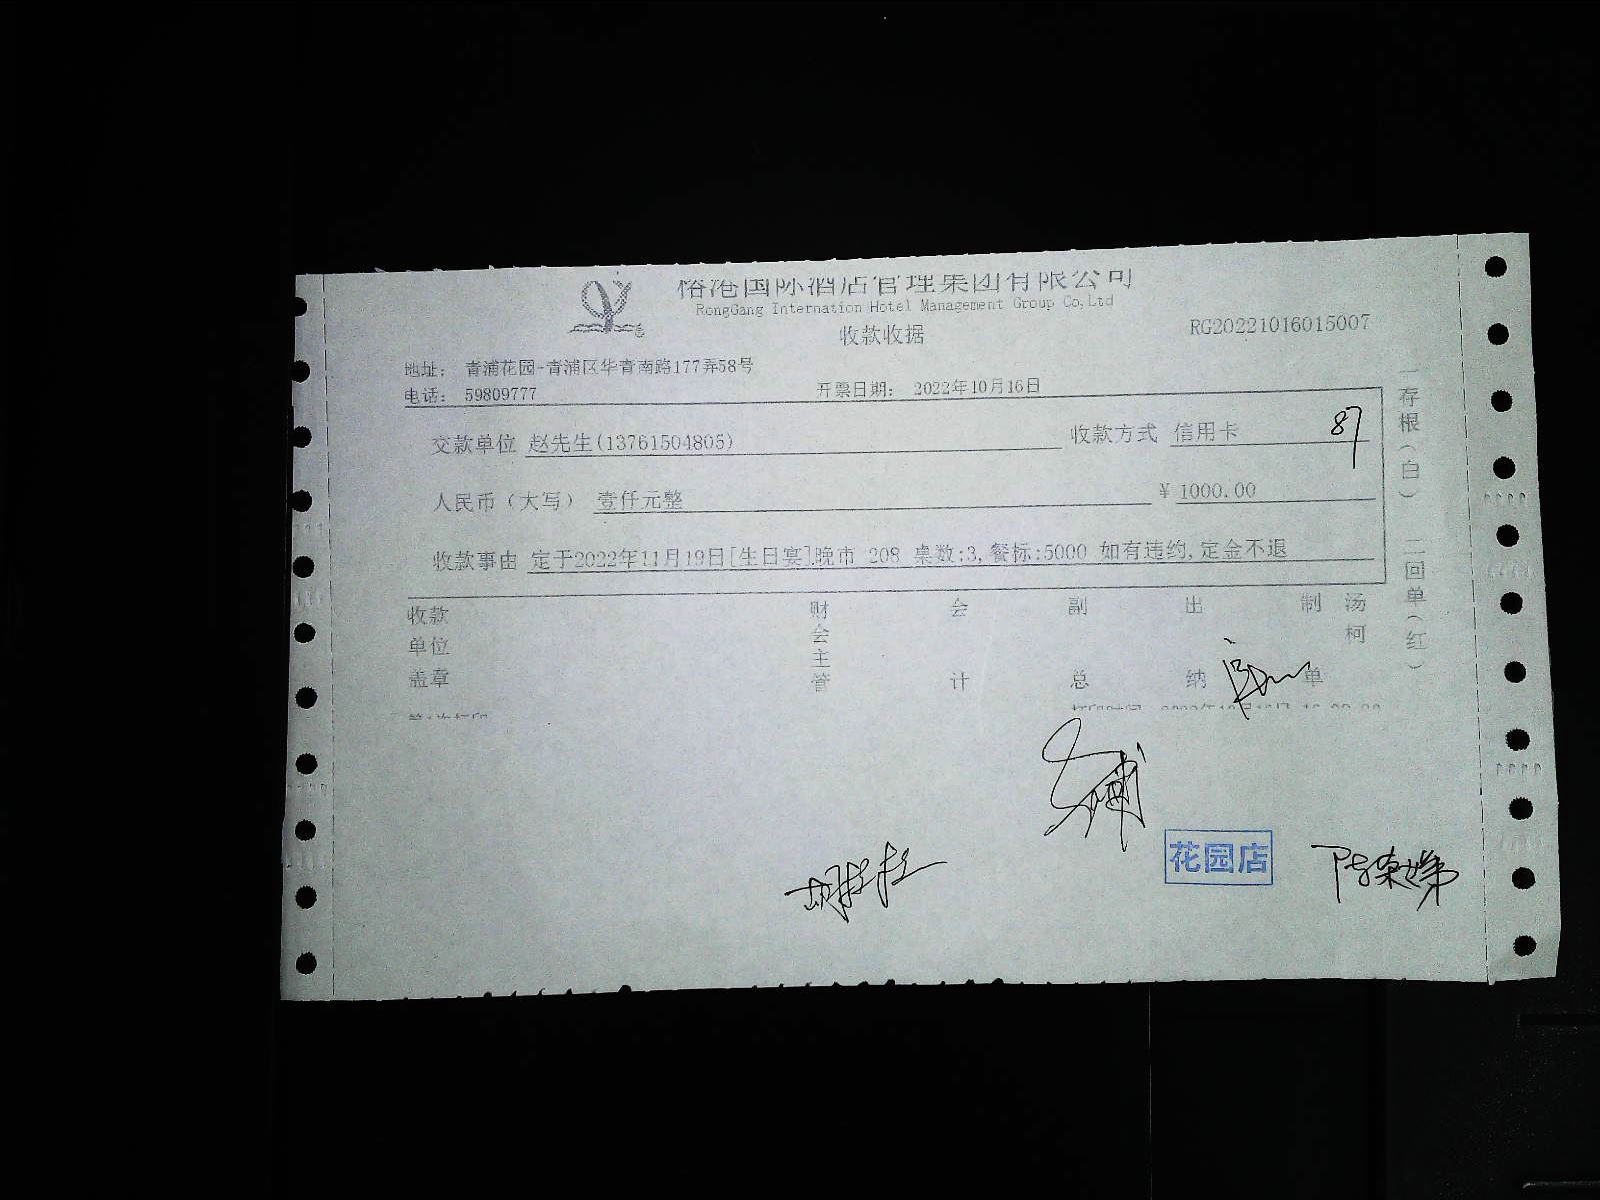 国际酒店管理集团有限公司
RongGang Internation Hotel Management Group Co,Ltd
收款收据
RG20221016015007
地址： 青浦花园-青浦区华青南路177弄58号
电话： 59809777
开票日期： 2022年10月16日
交款单位 赵先生(13761504805)
收款方式 信用卡
87
人民币（大写） 壹仟元整
¥ 1000.00
收款事由 定于2022年11月19日[生日宴]晚市 208 桌数:3,餐标:5000 如有违约,定金不退
一存根（白） 二回单（红）
收款单位盖章
财会主管
会计
副总
出纳
制单
汤柯
花园店